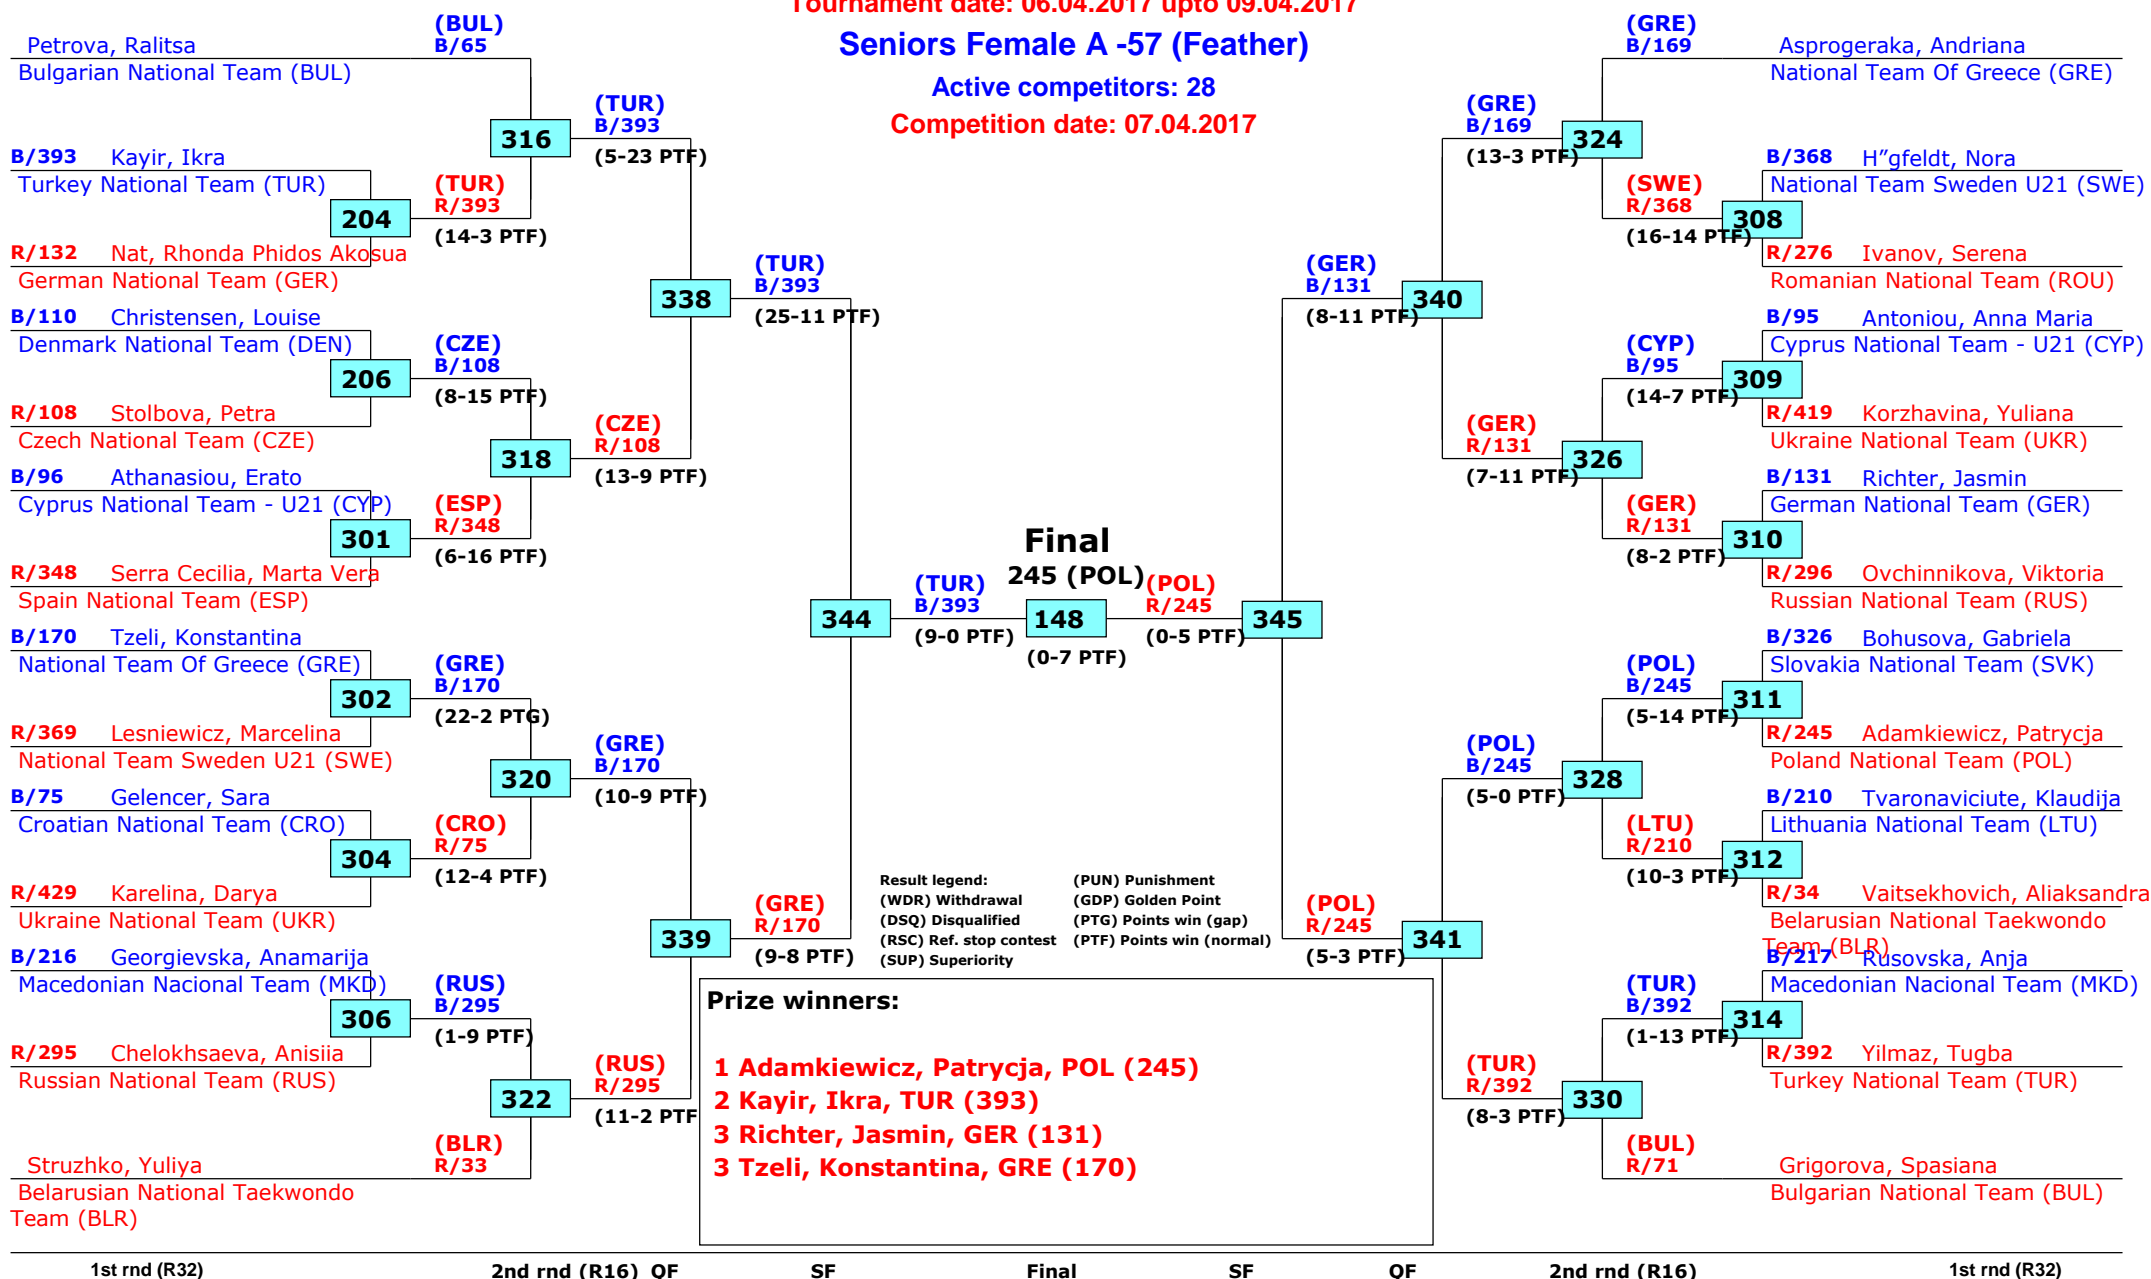 Tournament date: 06.04.2017 upto 09.04.2017
Seniors Female A -57 (Feather)
Active competitors: 28
Competition date: 07.04.2017
Petrova, Ralitsa
Bulgarian National Team (BUL)
(BUL)
B/65
B/393 Kayir, Ikra
Turkey National Team (TUR)
204
R/132 Nat, Rhonda Phidos Akosua
German National Team (GER)
(TUR)
R/393
(14-3 PTF)
316
(TUR)
B/393
(5-23 PTF)
B/110 Christensen, Louise
Denmark National Team (DEN)
206
R/108 Stolbova, Petra
Czech National Team (CZE)
(CZE)
B/108
(8-15 PTF)
B/96 Athanasiou, Erato
Cyprus National Team - U21 (CYP)
301
R/348 Serra Cecilia, Marta Vera
Spain National Team (ESP)
(ESP)
R/348
(6-16 PTF)
318
(CZE)
R/108
(13-9 PTF)
338
(TUR)
B/393
(25-11 PTF)
B/170 Tzeli, Konstantina
National Team Of Greece (GRE)
302
R/369 Lesniewicz, Marcelina
National Team Sweden U21 (SWE)
(GRE)
B/170
(22-2 PTG)
B/75 Gelencer, Sara
Croatian National Team (CRO)
304
R/429 Karelina, Darya
Ukraine National Team (UKR)
(CRO)
R/75
(12-4 PTF)
320
(GRE)
B/170
(10-9 PTF)
B/216 Georgievska, Anamarija
Macedonian Nacional Team (MKD)
306
R/295 Chelokhsaeva, Anisiia
Russian National Team (RUS)
(RUS)
B/295
(1-9 PTF)
Struzhko, Yuliya
Belarusian National Taekwondo
Team (BLR)
(BLR)
R/33
322
(RUS)
R/295
(11-2 PTF
339
(GRE)
R/170
(9-8 PTF)
344
(TUR)
B/393
(9-0 PTF)
Final
245 (POL)
148
(0-7 PTF)
(POL)
R/245
(0-5 PTF)
345
(GRE)
B/169
Asprogeraka, Andriana
National Team Of Greece (GRE)
B/368 H”gfeldt, Nora
National Team Sweden U21 (SWE)
308
R/276 Ivanov, Serena
Romanian National Team (ROU)
(SWE)
R/368
(16-14 PTF)
324
(GRE)
B/169
(13-3 PTF)
B/95 Antoniou, Anna Maria
Cyprus National Team - U21 (CYP)
309
R/419 Korzhavina, Yuliana
Ukraine National Team (UKR)
(CYP)
B/95
(14-7 PTF)
B/131 Richter, Jasmin
German National Team (GER)
310
R/296 Ovchinnikova, Viktoria
Russian National Team (RUS)
(GER)
R/131
(8-2 PTF)
326
(GER)
R/131
(7-11 PTF)
340
(GER)
B/131
(8-11 PTF)
B/326 Bohusova, Gabriela
Slovakia National Team (SVK)
311
R/245 Adamkiewicz, Patrycja
Poland National Team (POL)
(POL)
B/245
(5-14 PTF)
B/210 Tvaronaviciute, Klaudija
Lithuania National Team (LTU)
312
R/34 Vaitsekhovich, Aliaksandra
Belarusian National Taekwondo
Team (BLR)
(LTU)
R/210
(10-3 PTF)
328
(POL)
B/245
(5-0 PTF)
B/217 Rusovska, Anja
Macedonian Nacional Team (MKD)
314
R/392 Yilmaz, Tugba
Turkey National Team (TUR)
(TUR)
B/392
(1-13 PTF)
(BUL)
R/71
Grigorova, Spasiana
Bulgarian National Team (BUL)
330
(TUR)
R/392
(8-3 PTF)
341
(POL)
R/245
(5-3 PTF)
Result legend:
(WDR) Withdrawal
(DSQ) Disqualified
(RSC) Ref. stop contest
(SUP) Superiority
(PUN) Punishment
(GDP) Golden Point
(PTG) Points win (gap)
(PTF) Points win (normal)
Prize winners:
1 Adamkiewicz, Patrycja, POL (245)
2 Kayir, Ikra, TUR (393)
3 Richter, Jasmin, GER (131)
3 Tzeli, Konstantina, GRE (170)
1st rnd (R32) 2nd rnd (R16) QF SF Final SF QF 2nd rnd (R16) 1st rnd (R32)